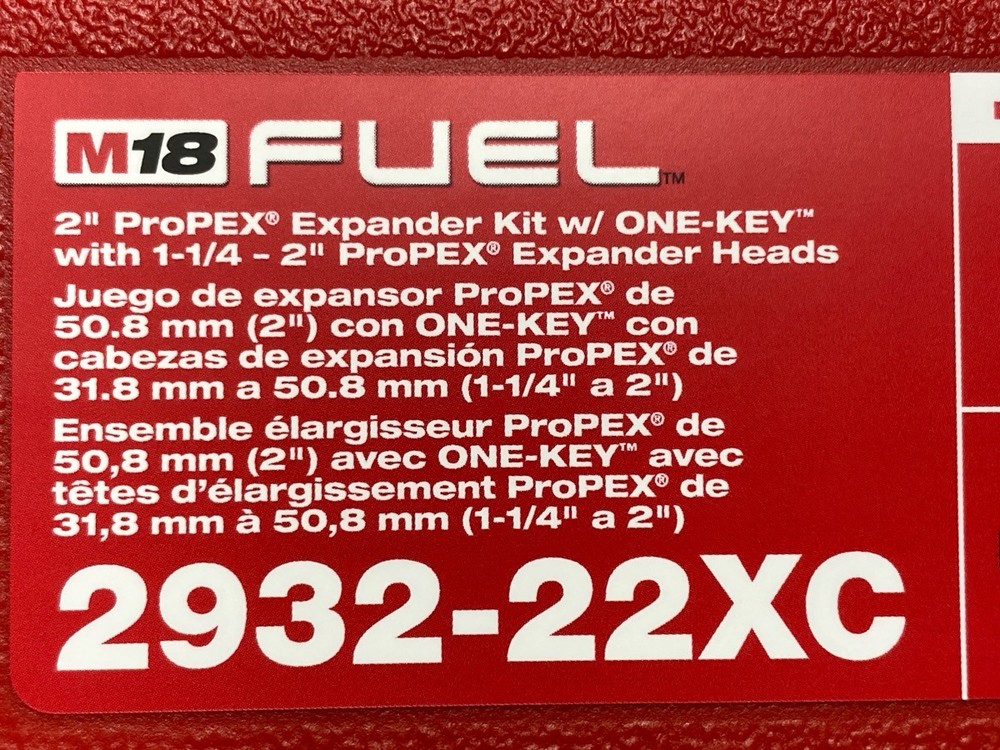 M18 FUEL™
2" ProPEX® Expander Kit w/ ONE-KEY™
with 1-1/4 - 2" ProPEX® Expander Heads
Juego de expansor ProPEX® de
50.8 mm (2") con ONE-KEY™ con
cabezas de expansión ProPEX® de
31.8 mm a 50.8 mm (1-1/4" a 2")
Ensemble élargisseur ProPEX® de
50,8 mm (2") avec ONE-KEY™ avec
têtes d'élargissement ProPEX® de
31,8 mm à 50,8 mm (1-1/4" a 2")
2932-22XC